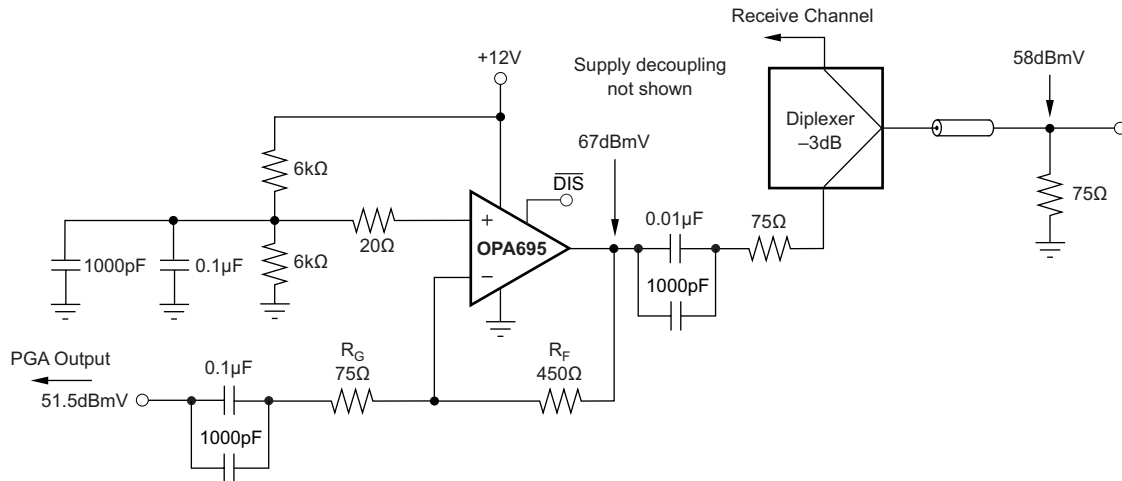 Receive Channel
+12V
Supply decoupling
not shown
58dBmV
Diplexer
–3dB
67dBmV
6kΩ
DIS
75Ω
0.01µF
75Ω
+
20Ω
OPA695
1000pF
0.1µF
6kΩ
−
1000pF
PGA Output
0.1µF
RG
75Ω
RF
450Ω
51.5dBmV
1000pF